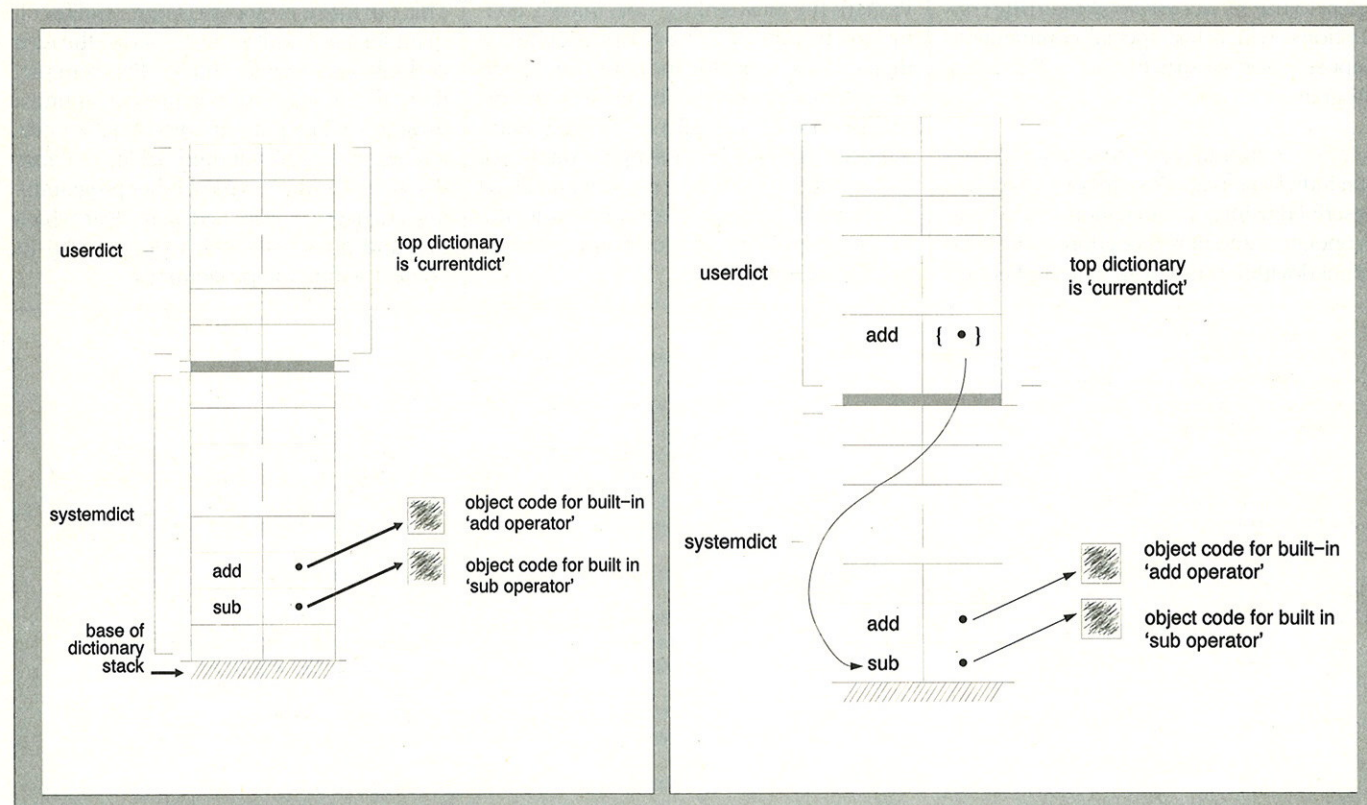 userdict
top dictionary
is ‘currentdict’
systemdict
object code for built–in
‘add operator’
add
object code for built in
‘sub operator’
sub
base of
dictionary
stack
userdict
top dictionary
is ‘currentdict’
add { • }
systemdict
object code for built–in
‘add operator’
add
object code for built in
‘sub operator’
sub